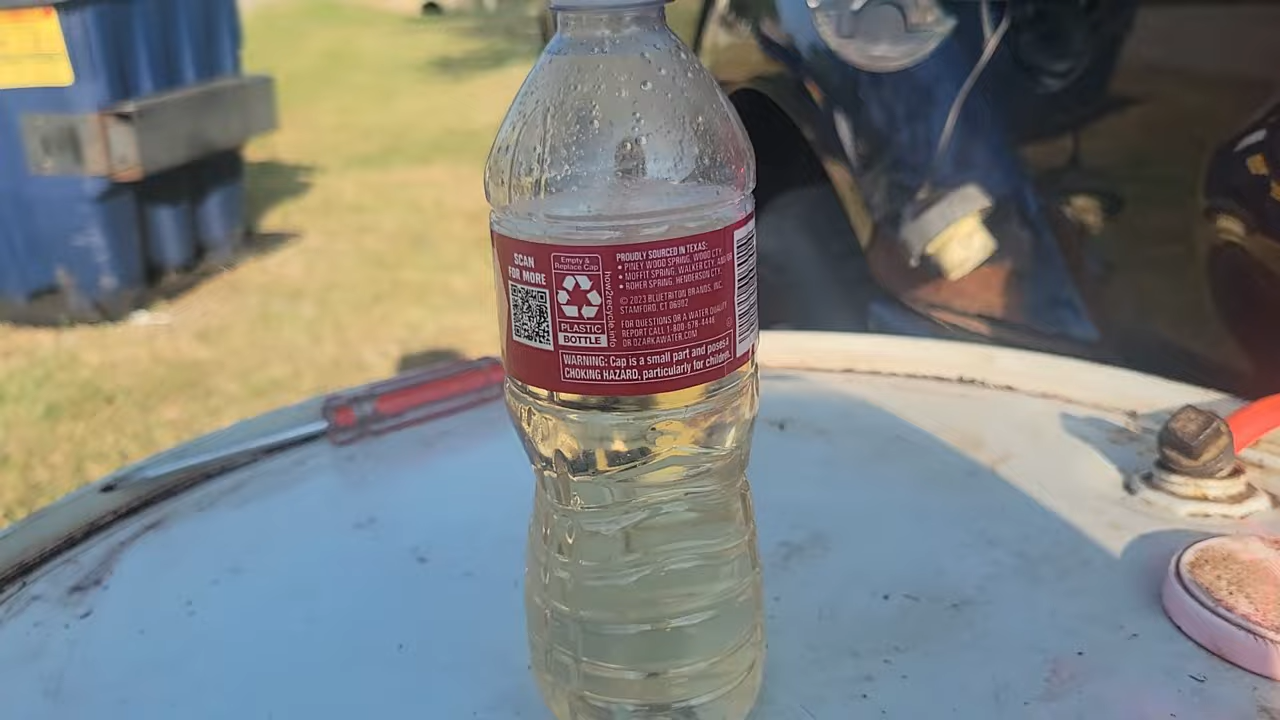 SCAN
FOR MORE
Empty &
Replace Cap
PLASTIC
BOTTLE
how2recycle.info
PROUDLY SOURCED IN TEXAS:
• PINEY WOOD SPRING, WOOD CTY.
• MOFFIT SPRING, WALKER CTY. AND/OR
• ROHER SPRING, HENDERSON CTY.
© 2023 BLUETRITON BRANDS, INC.
STAMFORD, CT 06902
FOR QUESTIONS OR A WATER QUALITY
REPORT CALL 1-800-678-4448
OR OZARKAWATER.COM
WARNING: Cap is a small part and poses a
CHOKING HAZARD, particularly for children.